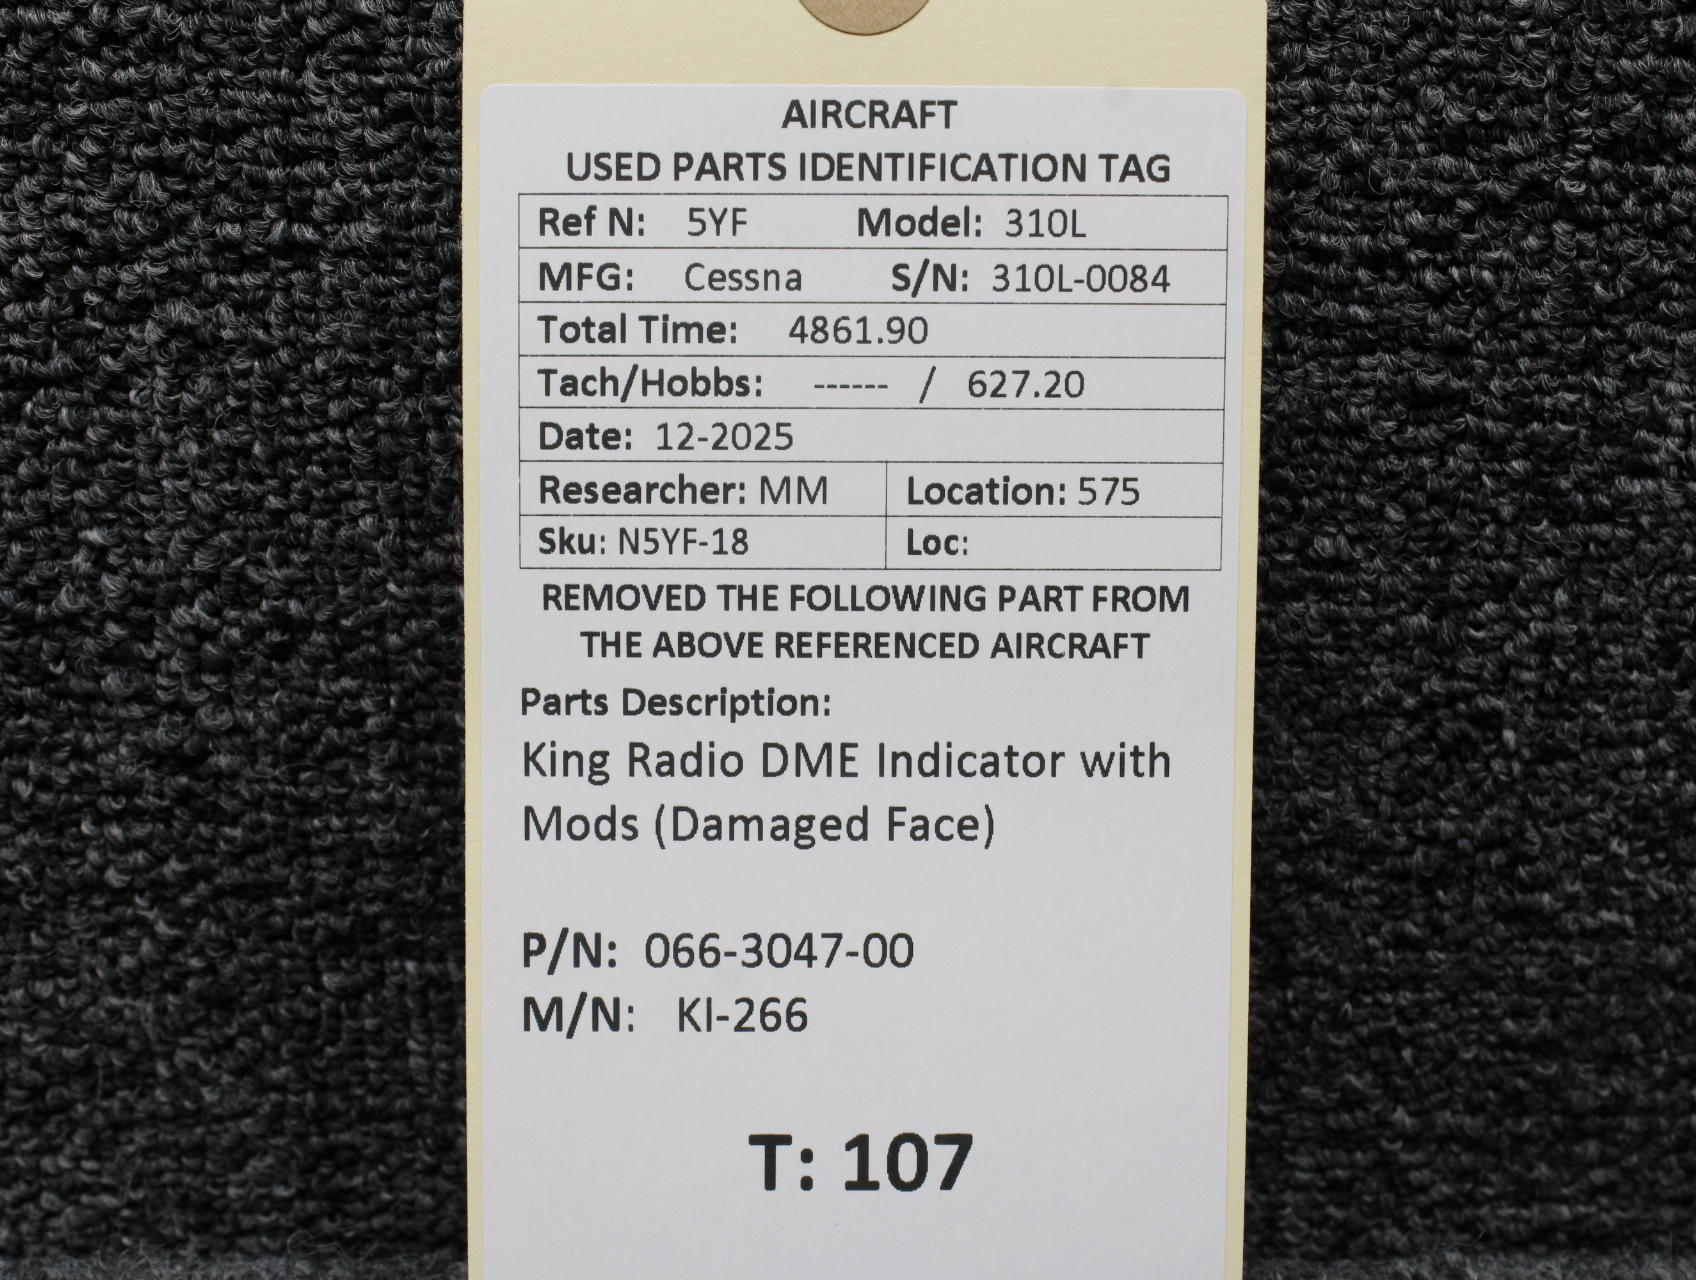 AIRCRAFT
USED PARTS IDENTIFICATION TAG
Ref N: 5YF Model: 310L
MFG: Cessna S/N: 310L-0084
Total Time: 4861.90
Tach/Hobbs: ------ / 627.20
Date: 12-2025
Researcher: MM Location: 575
Sku: N5YF-18 Loc:
REMOVED THE FOLLOWING PART FROM
THE ABOVE REFERENCED AIRCRAFT
Parts Description:
King Radio DME Indicator with
Mods (Damaged Face)
P/N: 066-3047-00
M/N: KI-266
T: 107